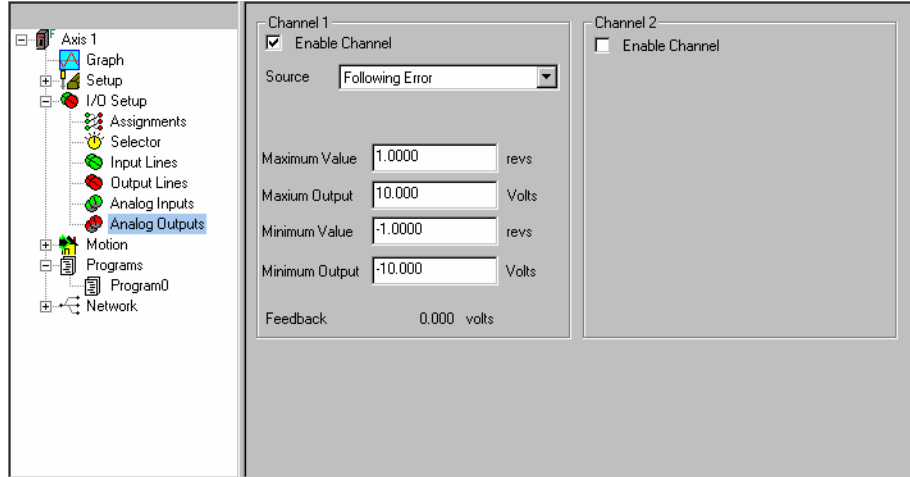 Axis 1
Graph
Setup
I/O Setup
Assignments
Selector
Input Lines
Output Lines
Analog Inputs
Analog Outputs
Motion
Programs
Program0
Network
Channel 1
Enable Channel
Source Following Error
Maximum Value 1.0000 revs
Maxium Output 10.000 Volts
Minimum Value -1.0000 revs
Minimum Output -10.000 Volts
Feedback 0.000 volts
Channel 2
Enable Channel